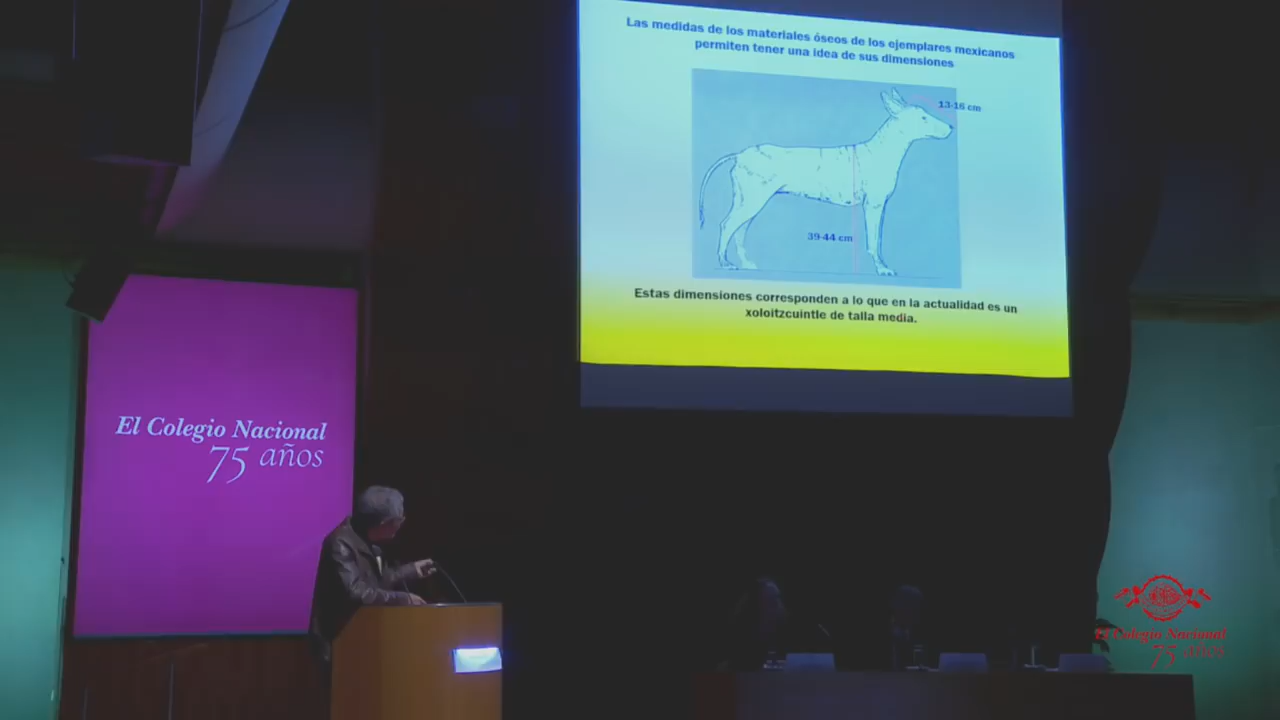 Las medidas de los materiales óseos de los ejemplares mexicanos
permiten tener una idea de sus dimensiones
13-16 cm
39-44 cm
Estas dimensiones corresponden a lo que en la actualidad es un
xoloitzcuintle de talla media.
El Colegio Nacional
75 años
El Colegio Nacional
75 años